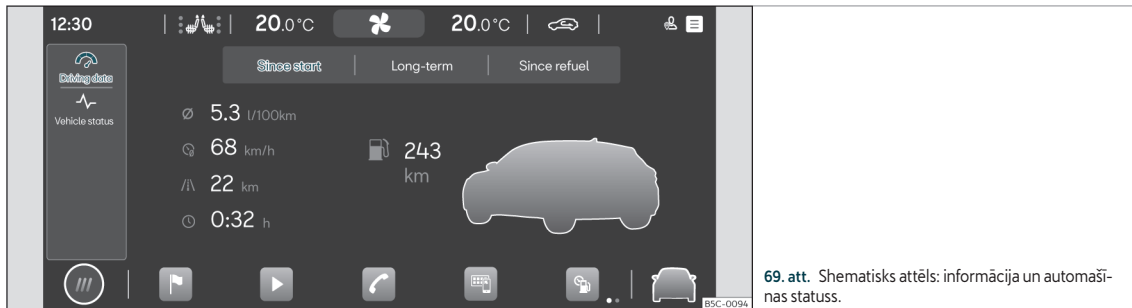 12:30 20.0°C 20.0°C
Driving data
Vehicle status
Since start Long-term Since refuel
Ø 5.3 l/100km
68 km/h
22 km
0:32 h
243
km
B5C-0094
69. att. Shematisks attēls: informācija un automašī-
nas statuss.